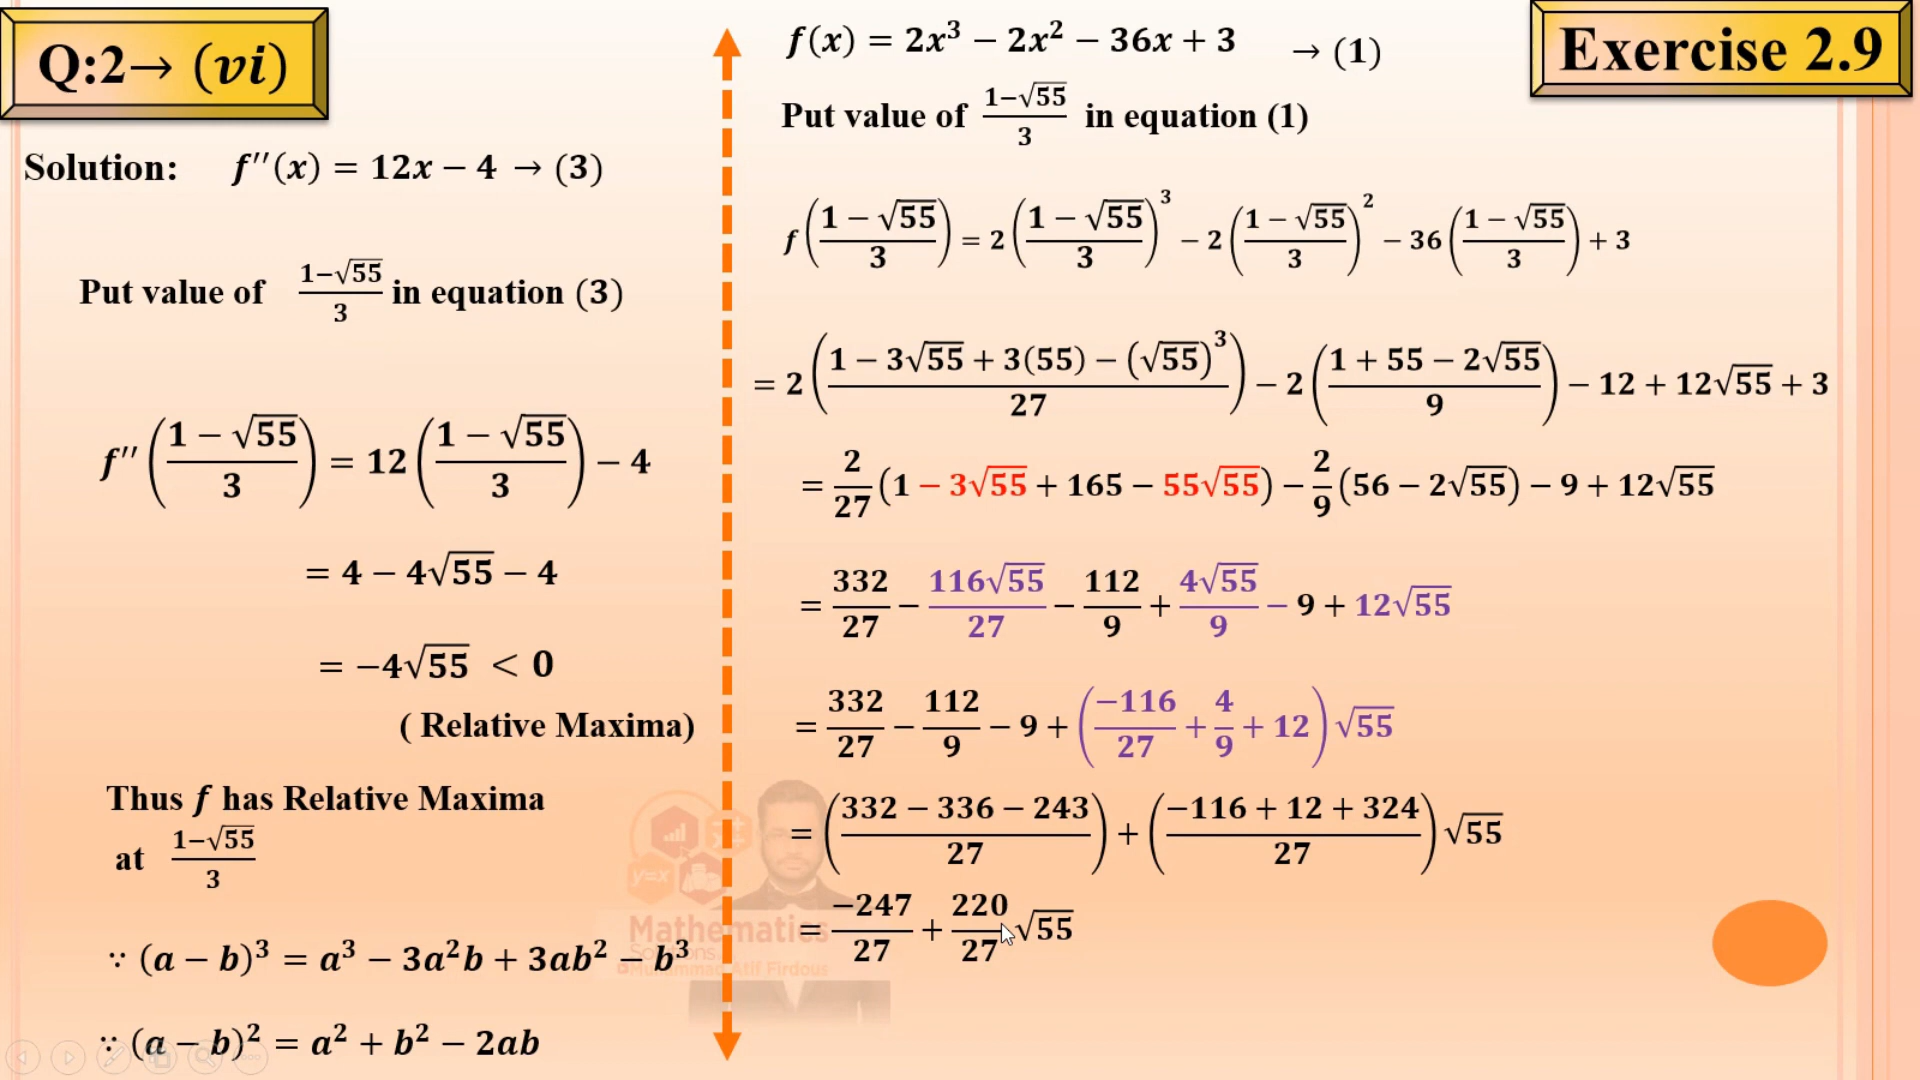 Q:2→ (vi)
Exercise 2.9
Solution: f′′(x) = 12x − 4 → (3)
Put value of (1−√55)/3 in equation (3)
f′′((1 − √55)/3) = 12((1 − √55)/3) − 4
= 4 − 4√55 − 4
= −4√55 < 0
( Relative Maxima)
Thus f has Relative Maxima
at (1−√55)/3
∵ (a − b)³ = a³ − 3a²b + 3ab² − b³
∵ (a − b)² = a² + b² − 2ab
f(x) = 2x³ − 2x² − 36x + 3 → (1)
Put value of (1−√55)/3 in equation (1)
f((1 − √55)/3) = 2((1 − √55)/3)³ − 2((1 − √55)/3)² − 36((1 − √55)/3) + 3
= 2((1 − 3√55 + 3(55) − (√55)³)/27) − 2((1 + 55 − 2√55)/9) − 12 + 12√55 + 3
= 2/27(1 − 3√55 + 165 − 55√55) − 2/9(56 − 2√55) − 9 + 12√55
= 332/27 − 116√55/27 − 112/9 + 4√55/9 − 9 + 12√55
= 332/27 − 112/9 − 9 + (−116/27 + 4/9 + 12)√55
= ((332 − 336 − 243)/27) + ((−116 + 12 + 324)/27)√55
= −247/27 + 220/27 √55
y=x
Mathematics
Solutions
Muhammad Atif Firdous